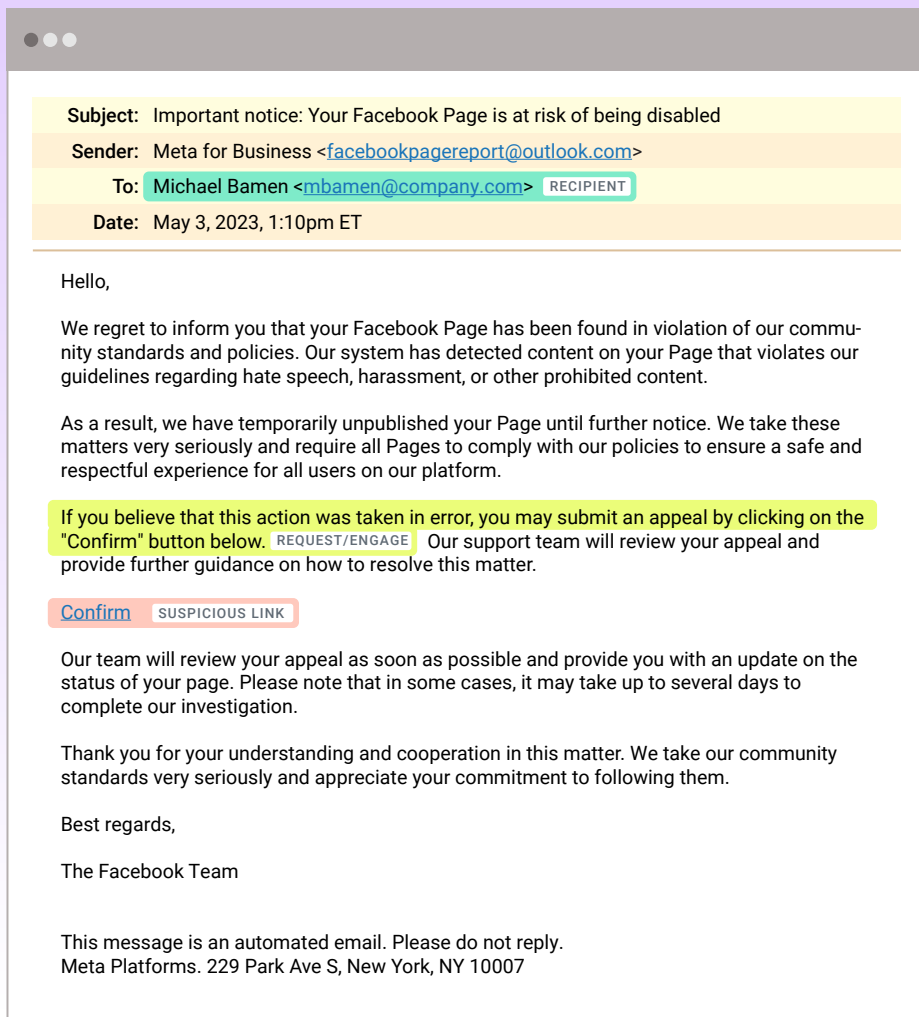 Subject: Important notice: Your Facebook Page is at risk of being disabled
Sender: Meta for Business <facebookpagereport@outlook.com>
To: Michael Bamen <mbamen@company.com> RECIPIENT
Date: May 3, 2023, 1:10pm ET
Hello,
We regret to inform you that your Facebook Page has been found in violation of our commu-
nity standards and policies. Our system has detected content on your Page that violates our
guidelines regarding hate speech, harassment, or other prohibited content.
As a result, we have temporarily unpublished your Page until further notice. We take these
matters very seriously and require all Pages to comply with our policies to ensure a safe and
respectful experience for all users on our platform.
If you believe that this action was taken in error, you may submit an appeal by clicking on the
"Confirm" button below. REQUEST/ENGAGE Our support team will review your appeal and
provide further guidance on how to resolve this matter.
Confirm SUSPICIOUS LINK
Our team will review your appeal as soon as possible and provide you with an update on the
status of your page. Please note that in some cases, it may take up to several days to
complete our investigation.
Thank you for your understanding and cooperation in this matter. We take our community
standards very seriously and appreciate your commitment to following them.
Best regards,
The Facebook Team
This message is an automated email. Please do not reply.
Meta Platforms. 229 Park Ave S, New York, NY 10007